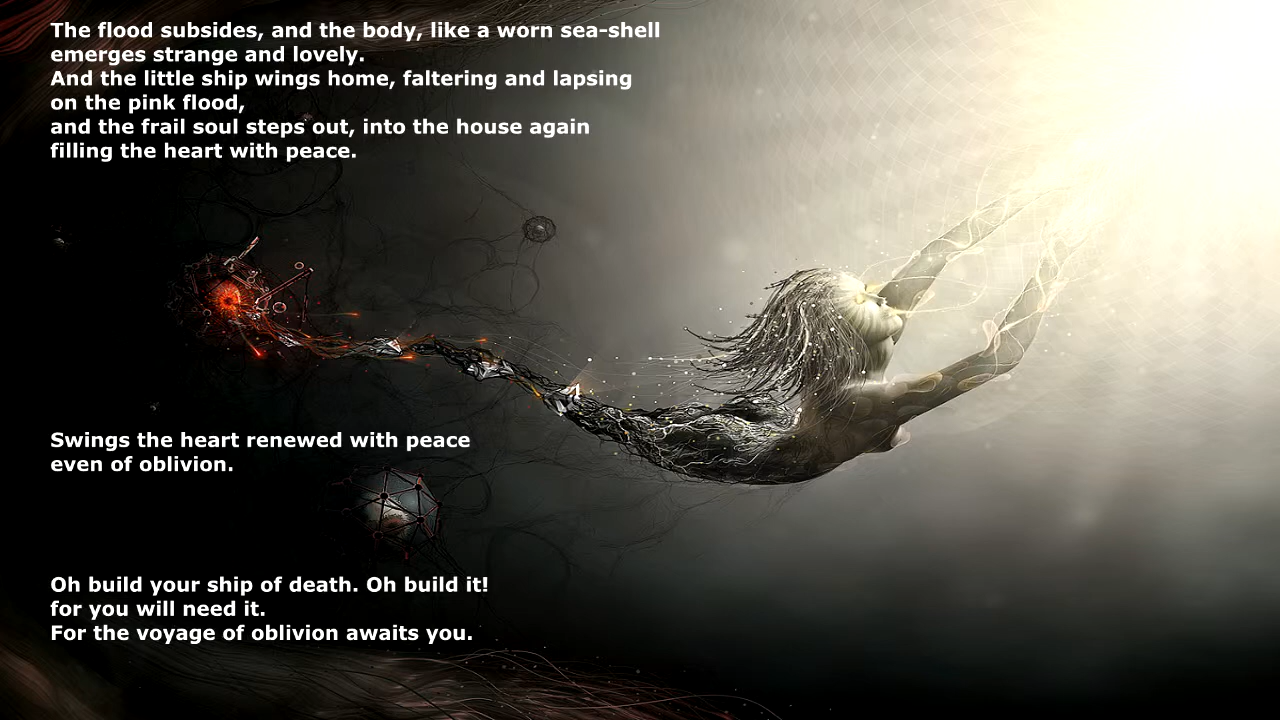 The flood subsides, and the body, like a worn sea-shell
emerges strange and lovely.
And the little ship wings home, faltering and lapsing
on the pink flood,
and the frail soul steps out, into the house again
filling the heart with peace.
Swings the heart renewed with peace
even of oblivion.
Oh build your ship of death. Oh build it!
for you will need it.
For the voyage of oblivion awaits you.